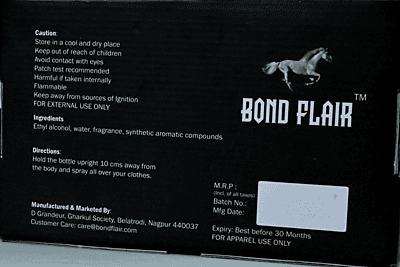 Caution:
Store in a cool and dry place
Keep out of reach of children
Avoid contact with eyes
Patch test recommended
Harmful if taken internally
Flammable
Keep away from sources of Ignition
FOR EXTERNAL USE ONLY
Ingredients
Ethyl alcohol, water, fragrance, synthetic aromatic compounds
Directions:
Hold the bottle upright 10 cms away from
the body and spray all over your clothes.
Manufactured & Marketed By:
D Grandeur, Gharkul Society, Belatrodi, Nagpur 440037
Customer Care: care@bondflair.com
BOND FLAIR TM
M.R.P :
(Incl. of all taxes)
Batch No.:
Mfg Date:
Expiry: Best before 30 Months
FOR APPAREL USE ONLY